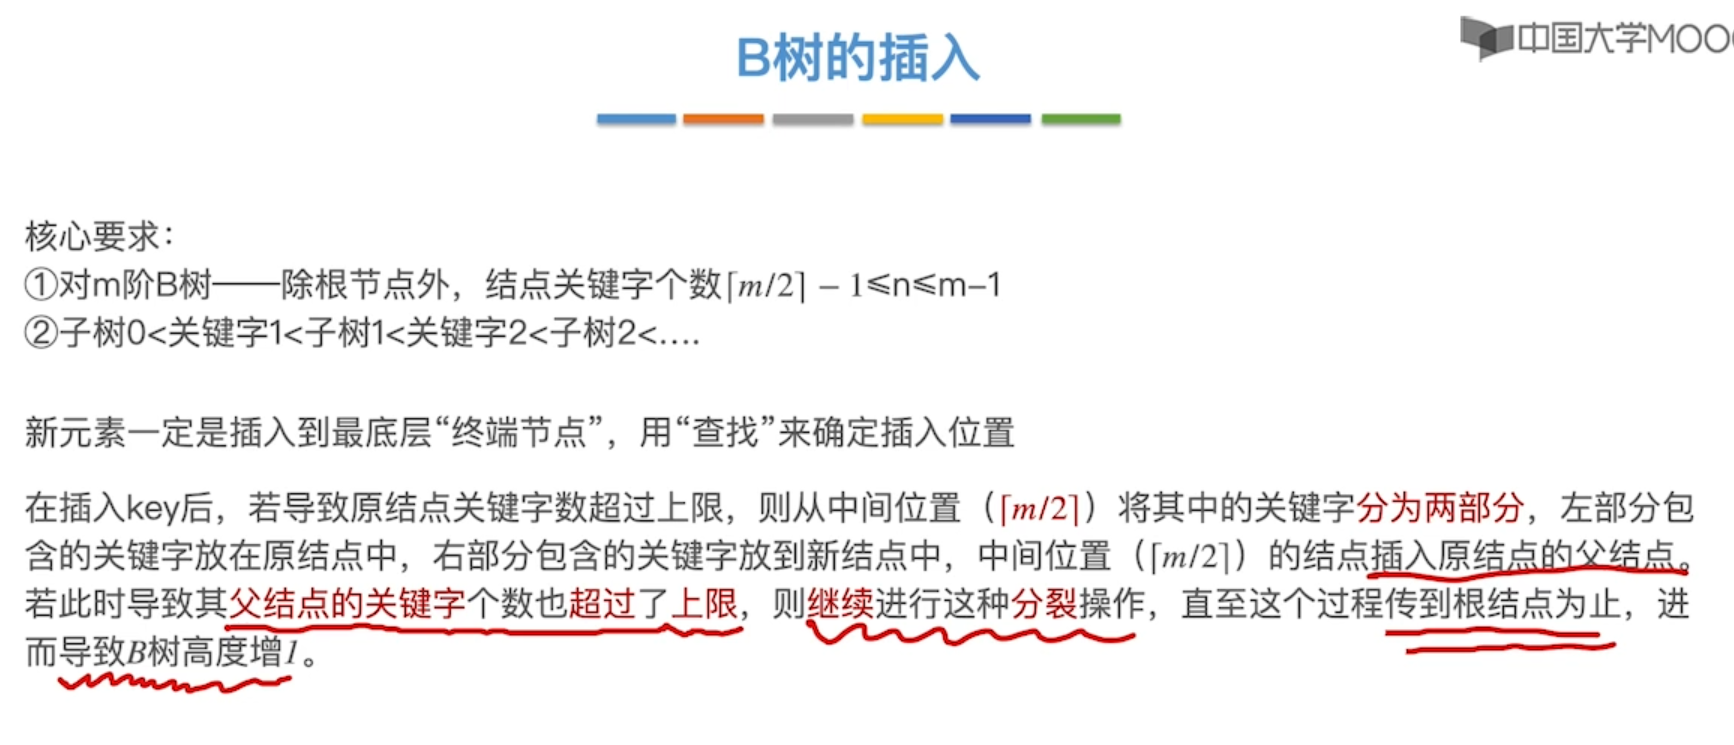 B树的插入
中国大学MOO
核心要求：
①对m阶B树——除根节点外，结点关键字个数⌈m/2⌉ − 1≤n≤m−1
②子树0<关键字1<子树1<关键字2<子树2<….
新元素一定是插入到最底层“终端节点”，用“查找”来确定插入位置
在插入key后，若导致原结点关键字数超过上限，则从中间位置（⌈m/2⌉）将其中的关键字分为两部分，左部分包
含的关键字放在原结点中，右部分包含的关键字放到新结点中，中间位置（⌈m/2⌉）的结点插入原结点的父结点。
若此时导致其父结点的关键字个数也超过了上限，则继续进行这种分裂操作，直至这个过程传到根结点为止，进
而导致B树高度增1。